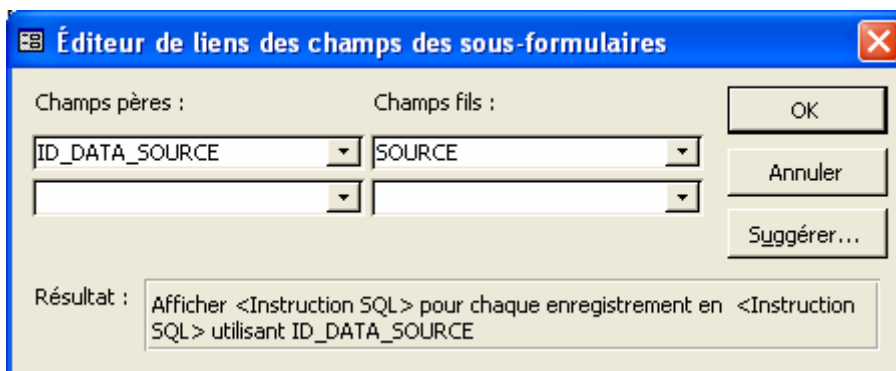 Éditeur de liens des champs des sous-formulaires
Champs pères : Champs fils :
OK
ID_DATA_SOURCE SOURCE
Annuler
Suggérer...
Résultat : Afficher <Instruction SQL> pour chaque enregistrement en <Instruction
SQL> utilisant ID_DATA_SOURCE